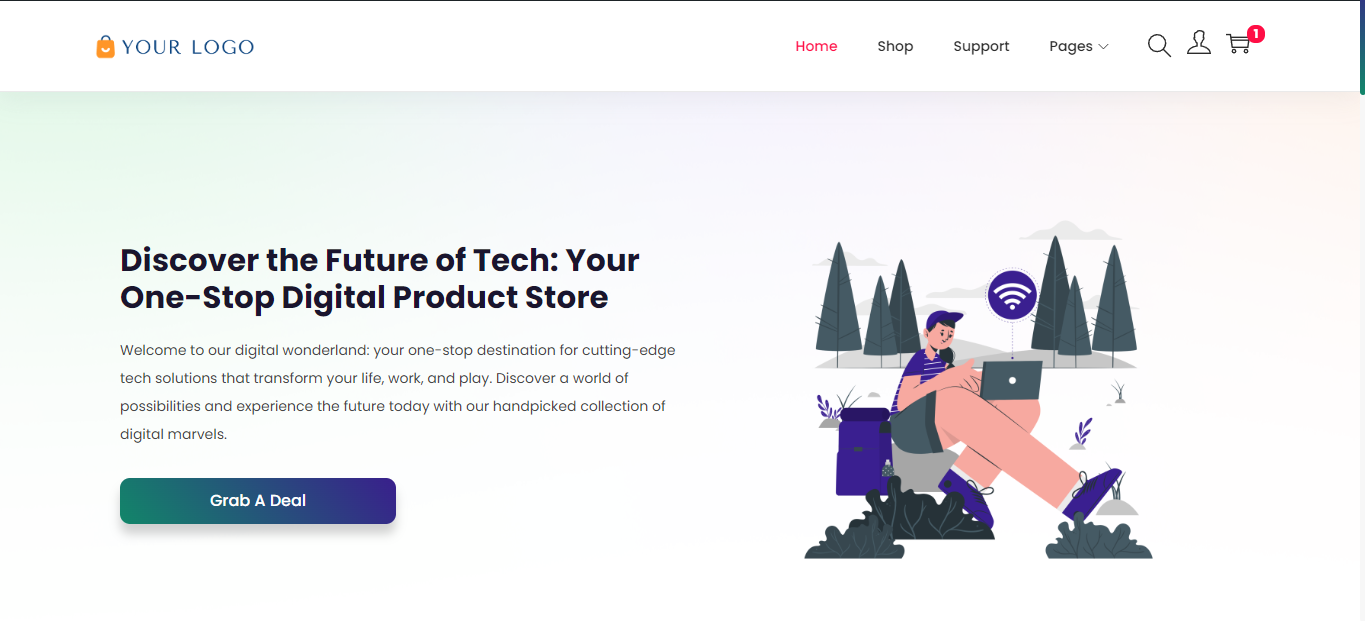 YOUR LOGO
Home
Shop
Support
Pages
1
Discover the Future of Tech: Your
One-Stop Digital Product Store
Welcome to our digital wonderland: your one-stop destination for cutting-edge
tech solutions that transform your life, work, and play. Discover a world of
possibilities and experience the future today with our handpicked collection of
digital marvels.
Grab A Deal